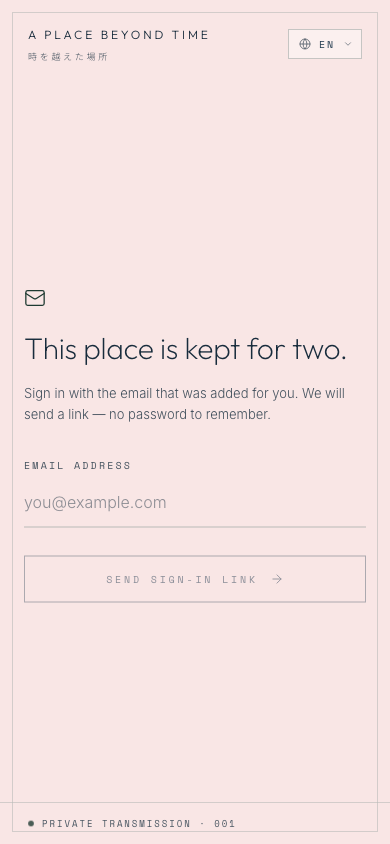 A PLACE BEYOND TIME
時を越えた場所
EN
This place is kept for two.
Sign in with the email that was added for you. We will
send a link — no password to remember.
EMAIL ADDRESS
you@example.com
SEND SIGN-IN LINK →
PRIVATE TRANSMISSION · 001